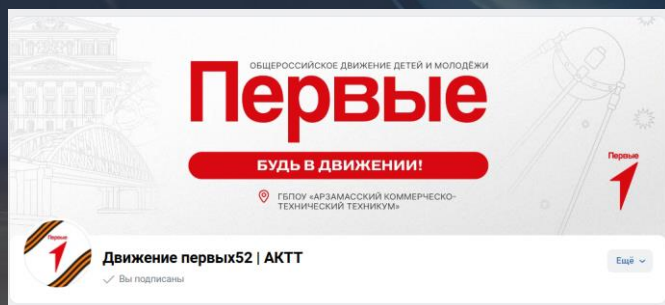 ОБЩЕРОССИЙСКОЕ ДВИЖЕНИЕ ДЕТЕЙ И МОЛОДЁЖИ
Первые
БУДЬ В ДВИЖЕНИИ!
ГБПОУ «АРЗАМАССКИЙ КОММЕРЧЕСКО-
ТЕХНИЧЕСКИЙ ТЕХНИКУМ»
Первые
Первые
Движение первых52 | АКТТ
Вы подписаны
Ещё